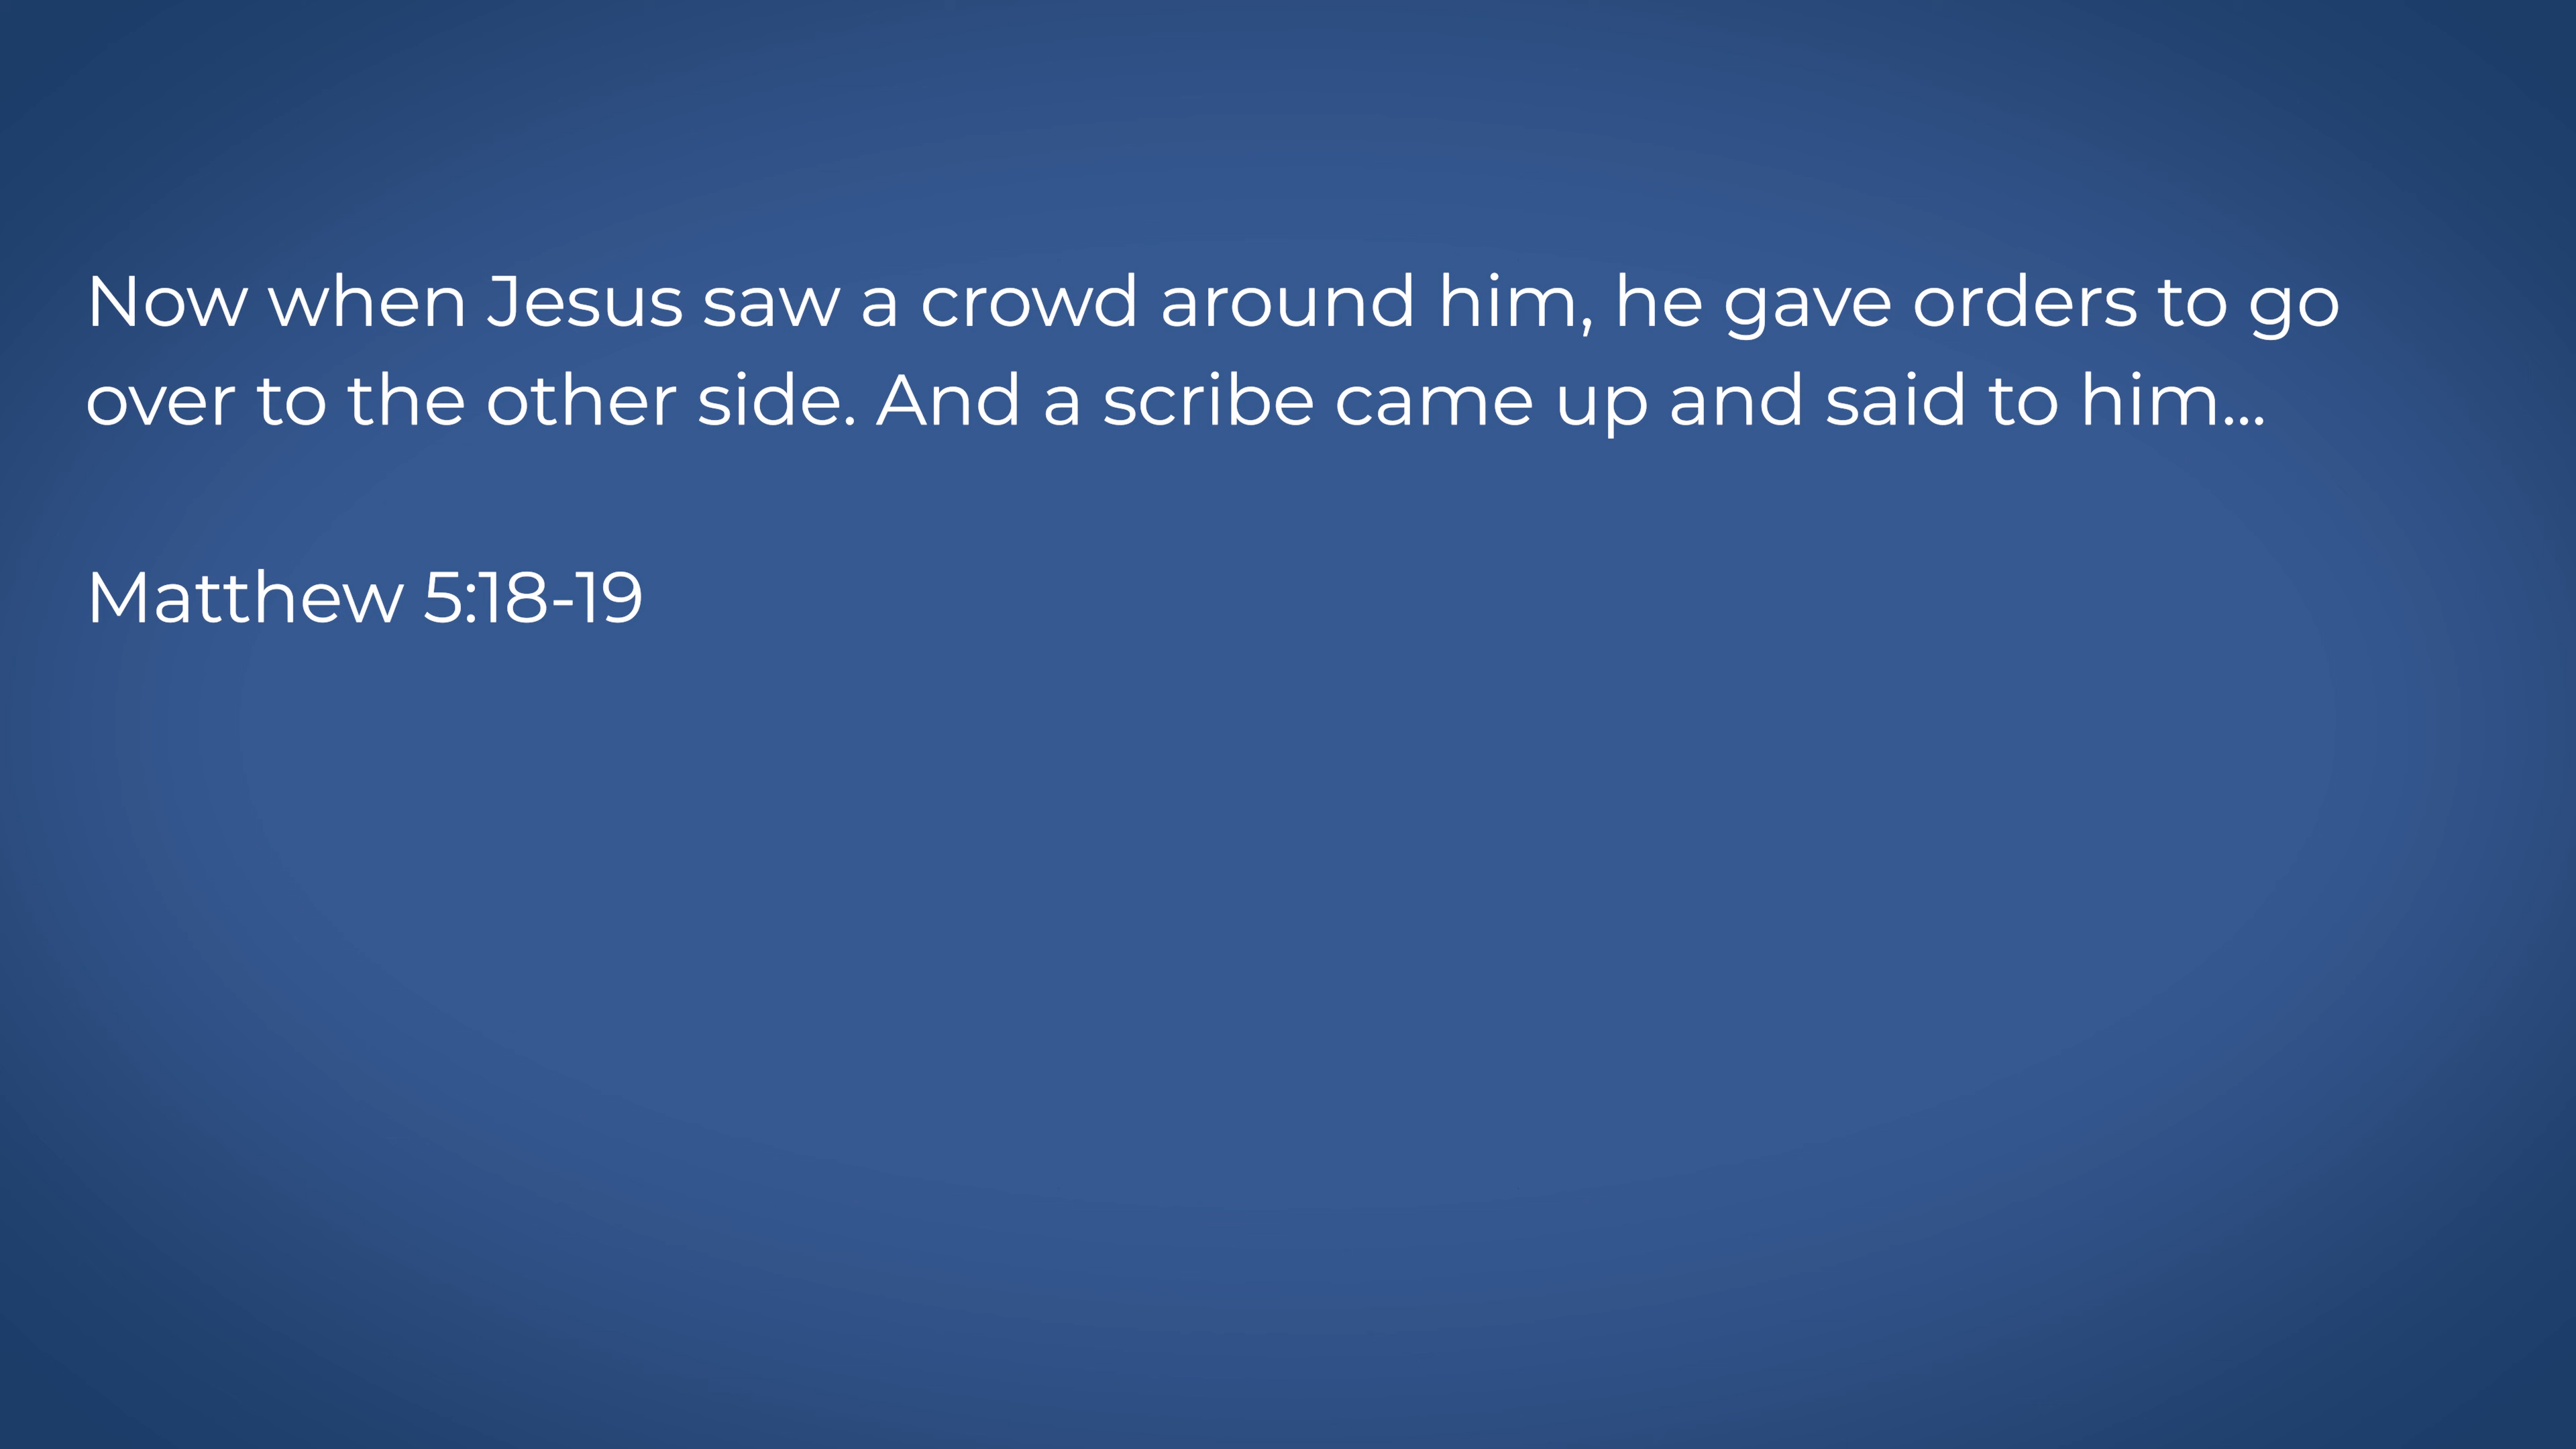 Now when Jesus saw a crowd around him, he gave orders to go
over to the other side. And a scribe came up and said to him...
Matthew 5:18-19